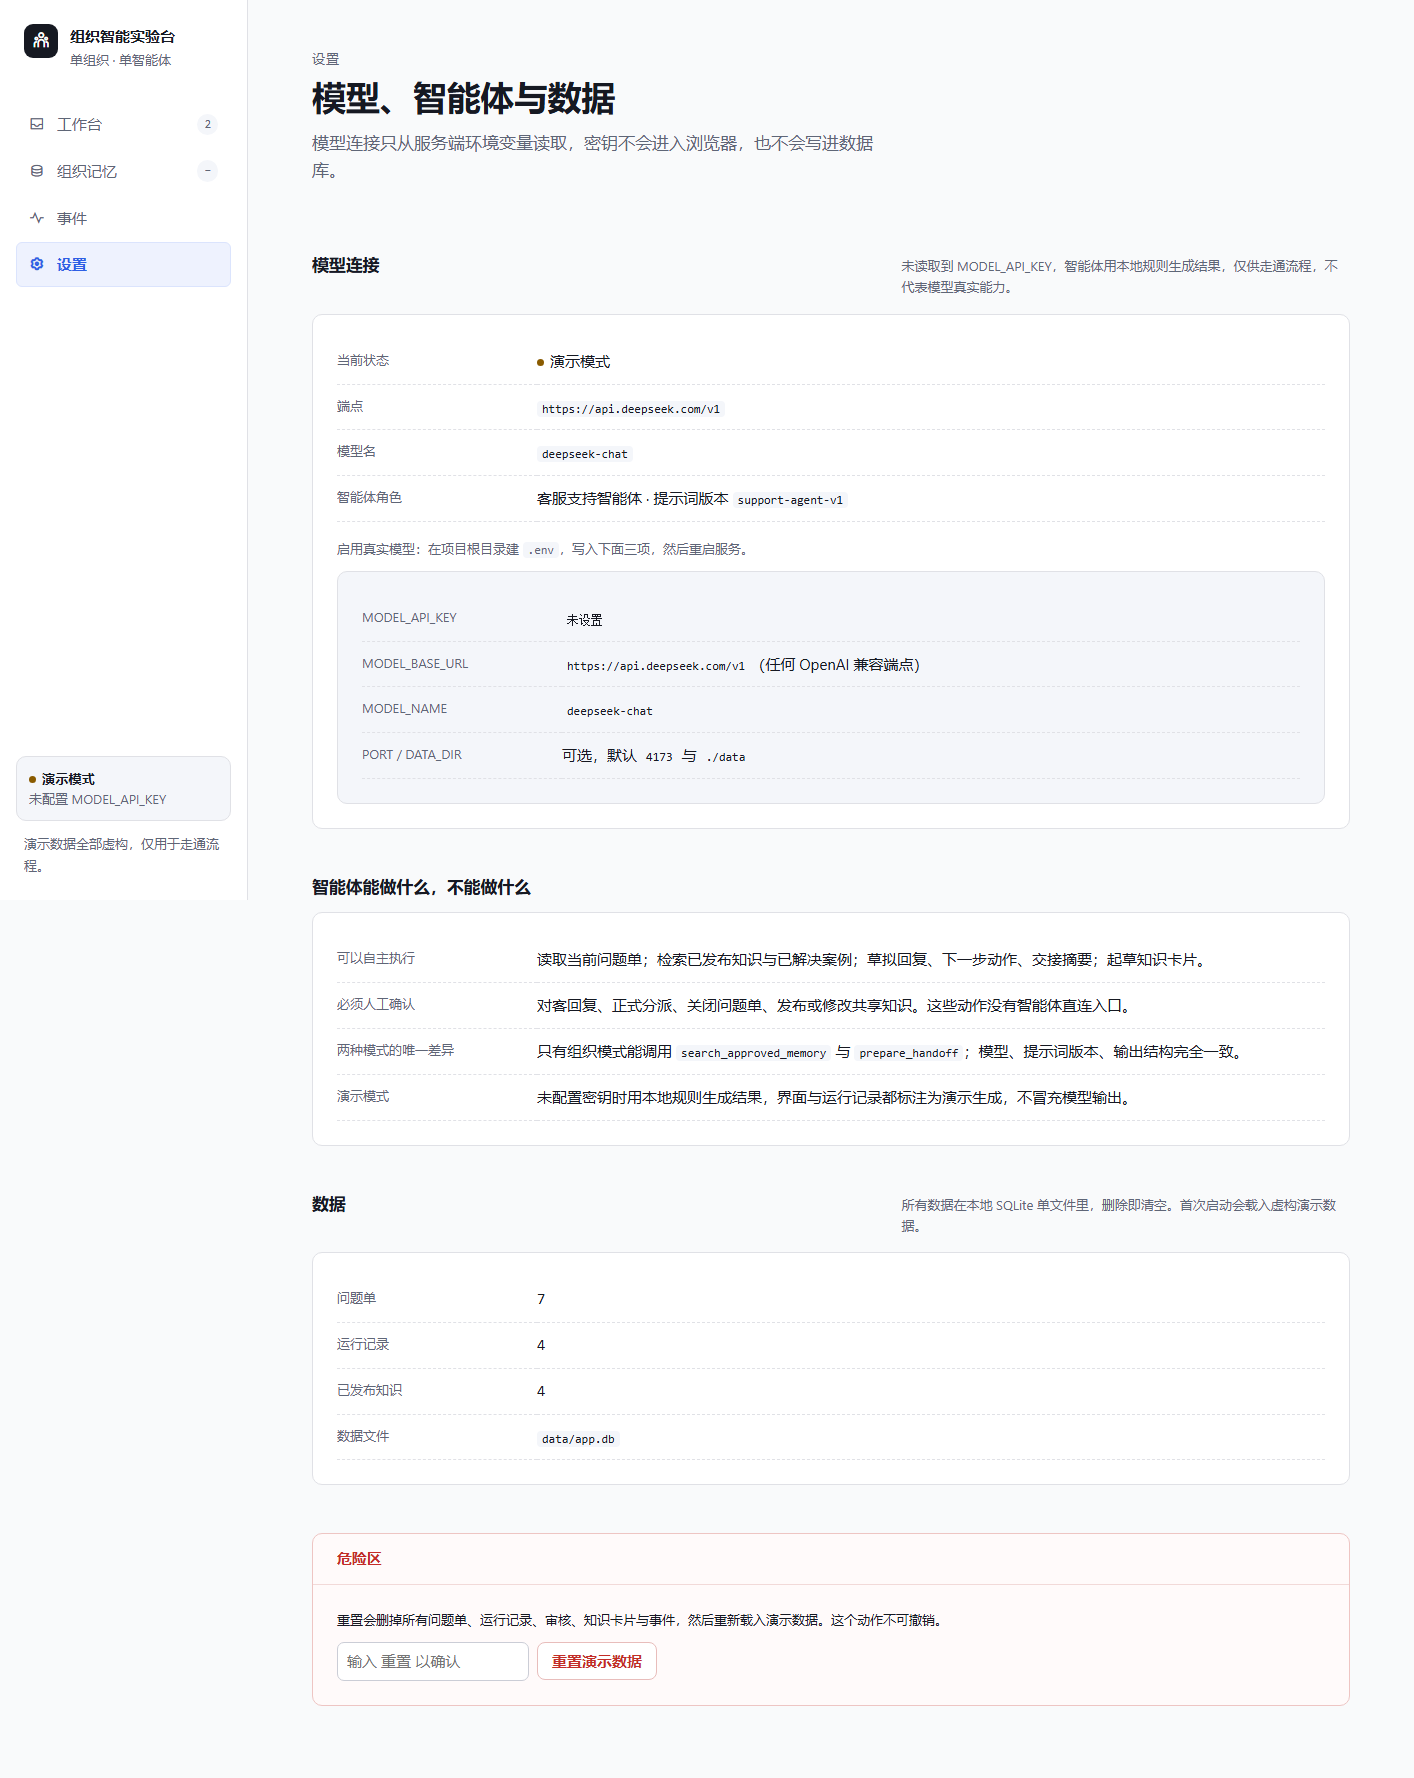 组织智能实验台
单组织 · 单智能体
工作台 2
组织记忆 –
事件
设置
演示模式
未配置 MODEL_API_KEY
演示数据全部虚构，仅用于走通流
程。
设置
模型、智能体与数据
模型连接只从服务端环境变量读取，密钥不会进入浏览器，也不会写进数据
库。
模型连接
未读取到 MODEL_API_KEY，智能体用本地规则生成结果，仅供走通流程，不
代表模型真实能力。
当前状态 演示模式
端点 https://api.deepseek.com/v1
模型名 deepseek-chat
智能体角色 客服支持智能体 · 提示词版本 support-agent-v1
启用真实模型：在项目根目录建 .env ，写入下面三项，然后重启服务。
MODEL_API_KEY 未设置
MODEL_BASE_URL https://api.deepseek.com/v1 （任何 OpenAI 兼容端点）
MODEL_NAME deepseek-chat
PORT / DATA_DIR 可选，默认 4173 与 ./data
智能体能做什么，不能做什么
可以自主执行 读取当前问题单；检索已发布知识与已解决案例；草拟回复、下一步动作、交接摘要；起草知识卡片。
必须人工确认 对客回复、正式分派、关闭问题单、发布或修改共享知识。这些动作没有智能体直连入口。
两种模式的唯一差异 只有组织模式能调用 search_approved_memory 与 prepare_handoff ；模型、提示词版本、输出结构完全一致。
演示模式 未配置密钥时用本地规则生成结果，界面与运行记录都标注为演示生成，不冒充模型输出。
数据
所有数据在本地 SQLite 单文件里，删除即清空。首次启动会载入虚构演示数
据。
问题单 7
运行记录 4
已发布知识 4
数据文件 data/app.db
危险区
重置会删掉所有问题单、运行记录、审核、知识卡片与事件，然后重新载入演示数据。这个动作不可撤销。
输入 重置 以确认 重置演示数据